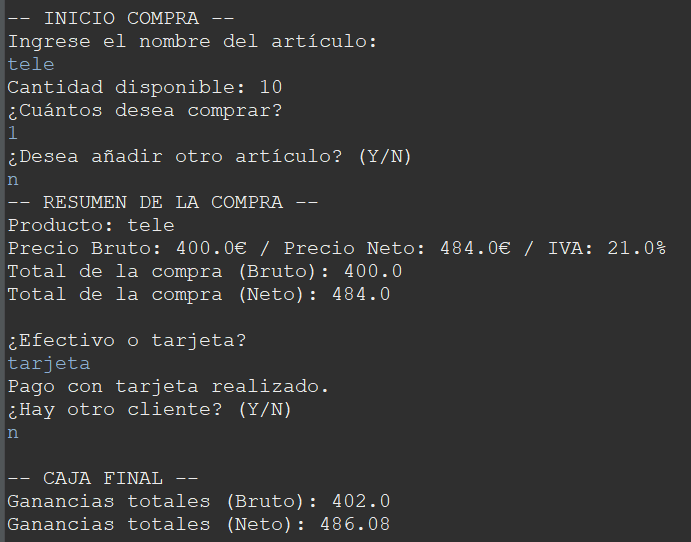 -- INICIO COMPRA --
Ingrese el nombre del artículo:
tele
Cantidad disponible: 10
¿Cuántos desea comprar?
1
¿Desea añadir otro artículo? (Y/N)
n
-- RESUMEN DE LA COMPRA --
Producto: tele
Precio Bruto: 400.0€ / Precio Neto: 484.0€ / IVA: 21.0%
Total de la compra (Bruto): 400.0
Total de la compra (Neto): 484.0
¿Efectivo o tarjeta?
tarjeta
Pago con tarjeta realizado.
¿Hay otro cliente? (Y/N)
n
-- CAJA FINAL --
Ganancias totales (Bruto): 402.0
Ganancias totales (Neto): 486.08